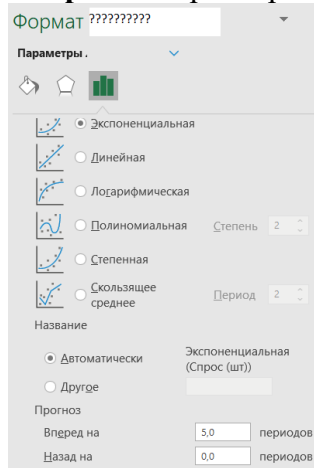 Формат ??????????
Параметры .
Экспоненциальная
Линейная
Логарифмическая
Полиномиальная Степень 2
Степенная
Скользящее
среднее Период 2
Название
Автоматически Экспоненциальная
(Спрос (шт))
Другое
Прогноз
Вперед на 5,0 периодов
Назад на 0,0 периодов